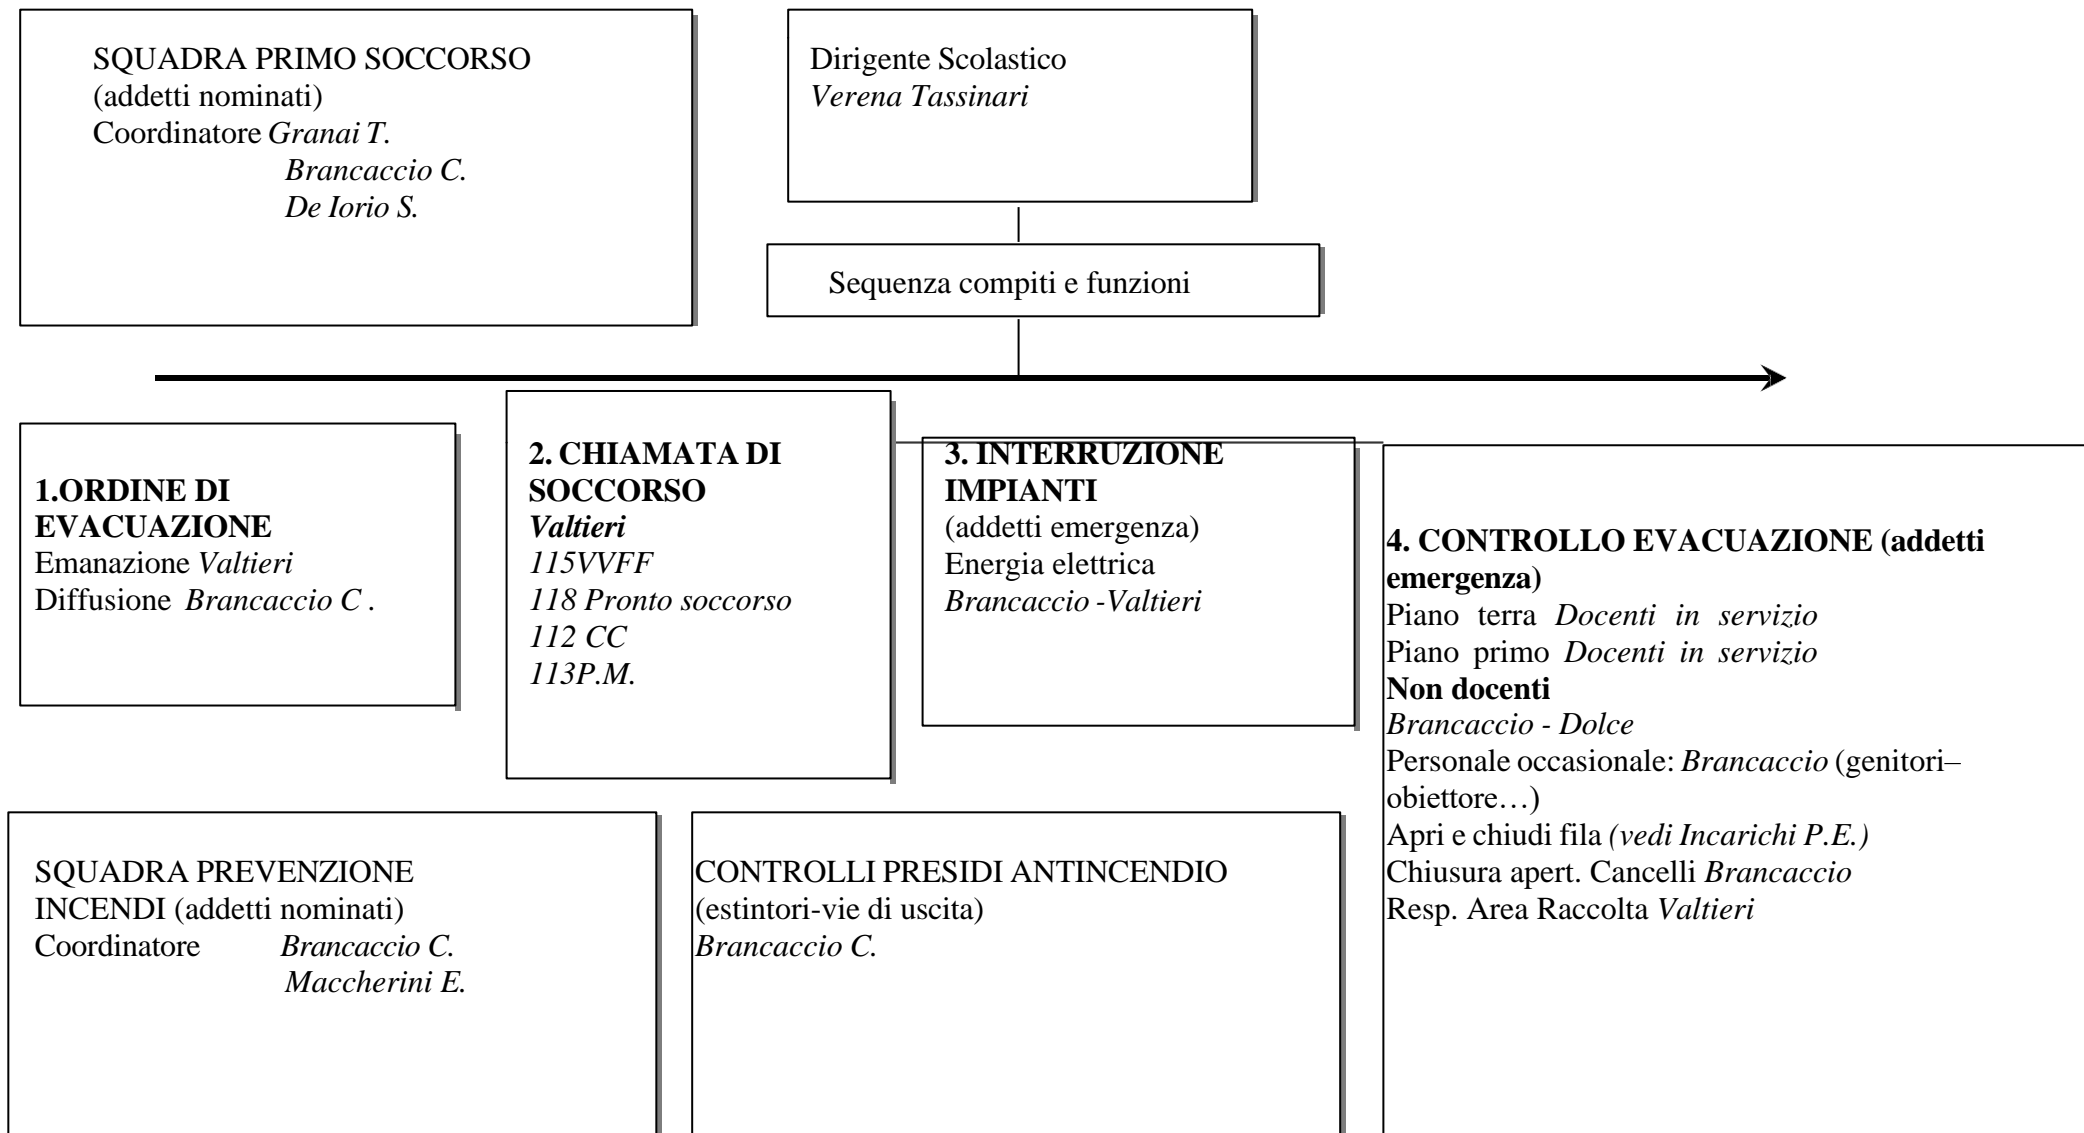 SQUADRA PRIMO SOCCORSO
(addetti nominati)
Coordinatore Granai T.
Brancaccio C.
De Iorio S.
Dirigente Scolastico
Verena Tassinari
Sequenza compiti e funzioni
1.ORDINE DI
EVACUAZIONE
Emanazione Valtieri
Diffusione Brancaccio C .
2. CHIAMATA DI
SOCCORSO
Valtieri
115VVFF
118 Pronto soccorso
112 CC
113P.M.
3. INTERRUZIONE
IMPIANTI
(addetti emergenza)
Energia elettrica
Brancaccio -Valtieri
4. CONTROLLO EVACUAZIONE (addetti
emergenza)
Piano terra Docenti in servizio
Piano primo Docenti in servizio
Non docenti
Brancaccio - Dolce
Personale occasionale: Brancaccio (genitori–
obiettore…)
Apri e chiudi fila (vedi Incarichi P.E.)
Chiusura apert. Cancelli Brancaccio
Resp. Area Raccolta Valtieri
SQUADRA PREVENZIONE
INCENDI (addetti nominati)
Coordinatore Brancaccio C.
Maccherini E.
CONTROLLI PRESIDI ANTINCENDIO
(estintori-vie di uscita)
Brancaccio C.